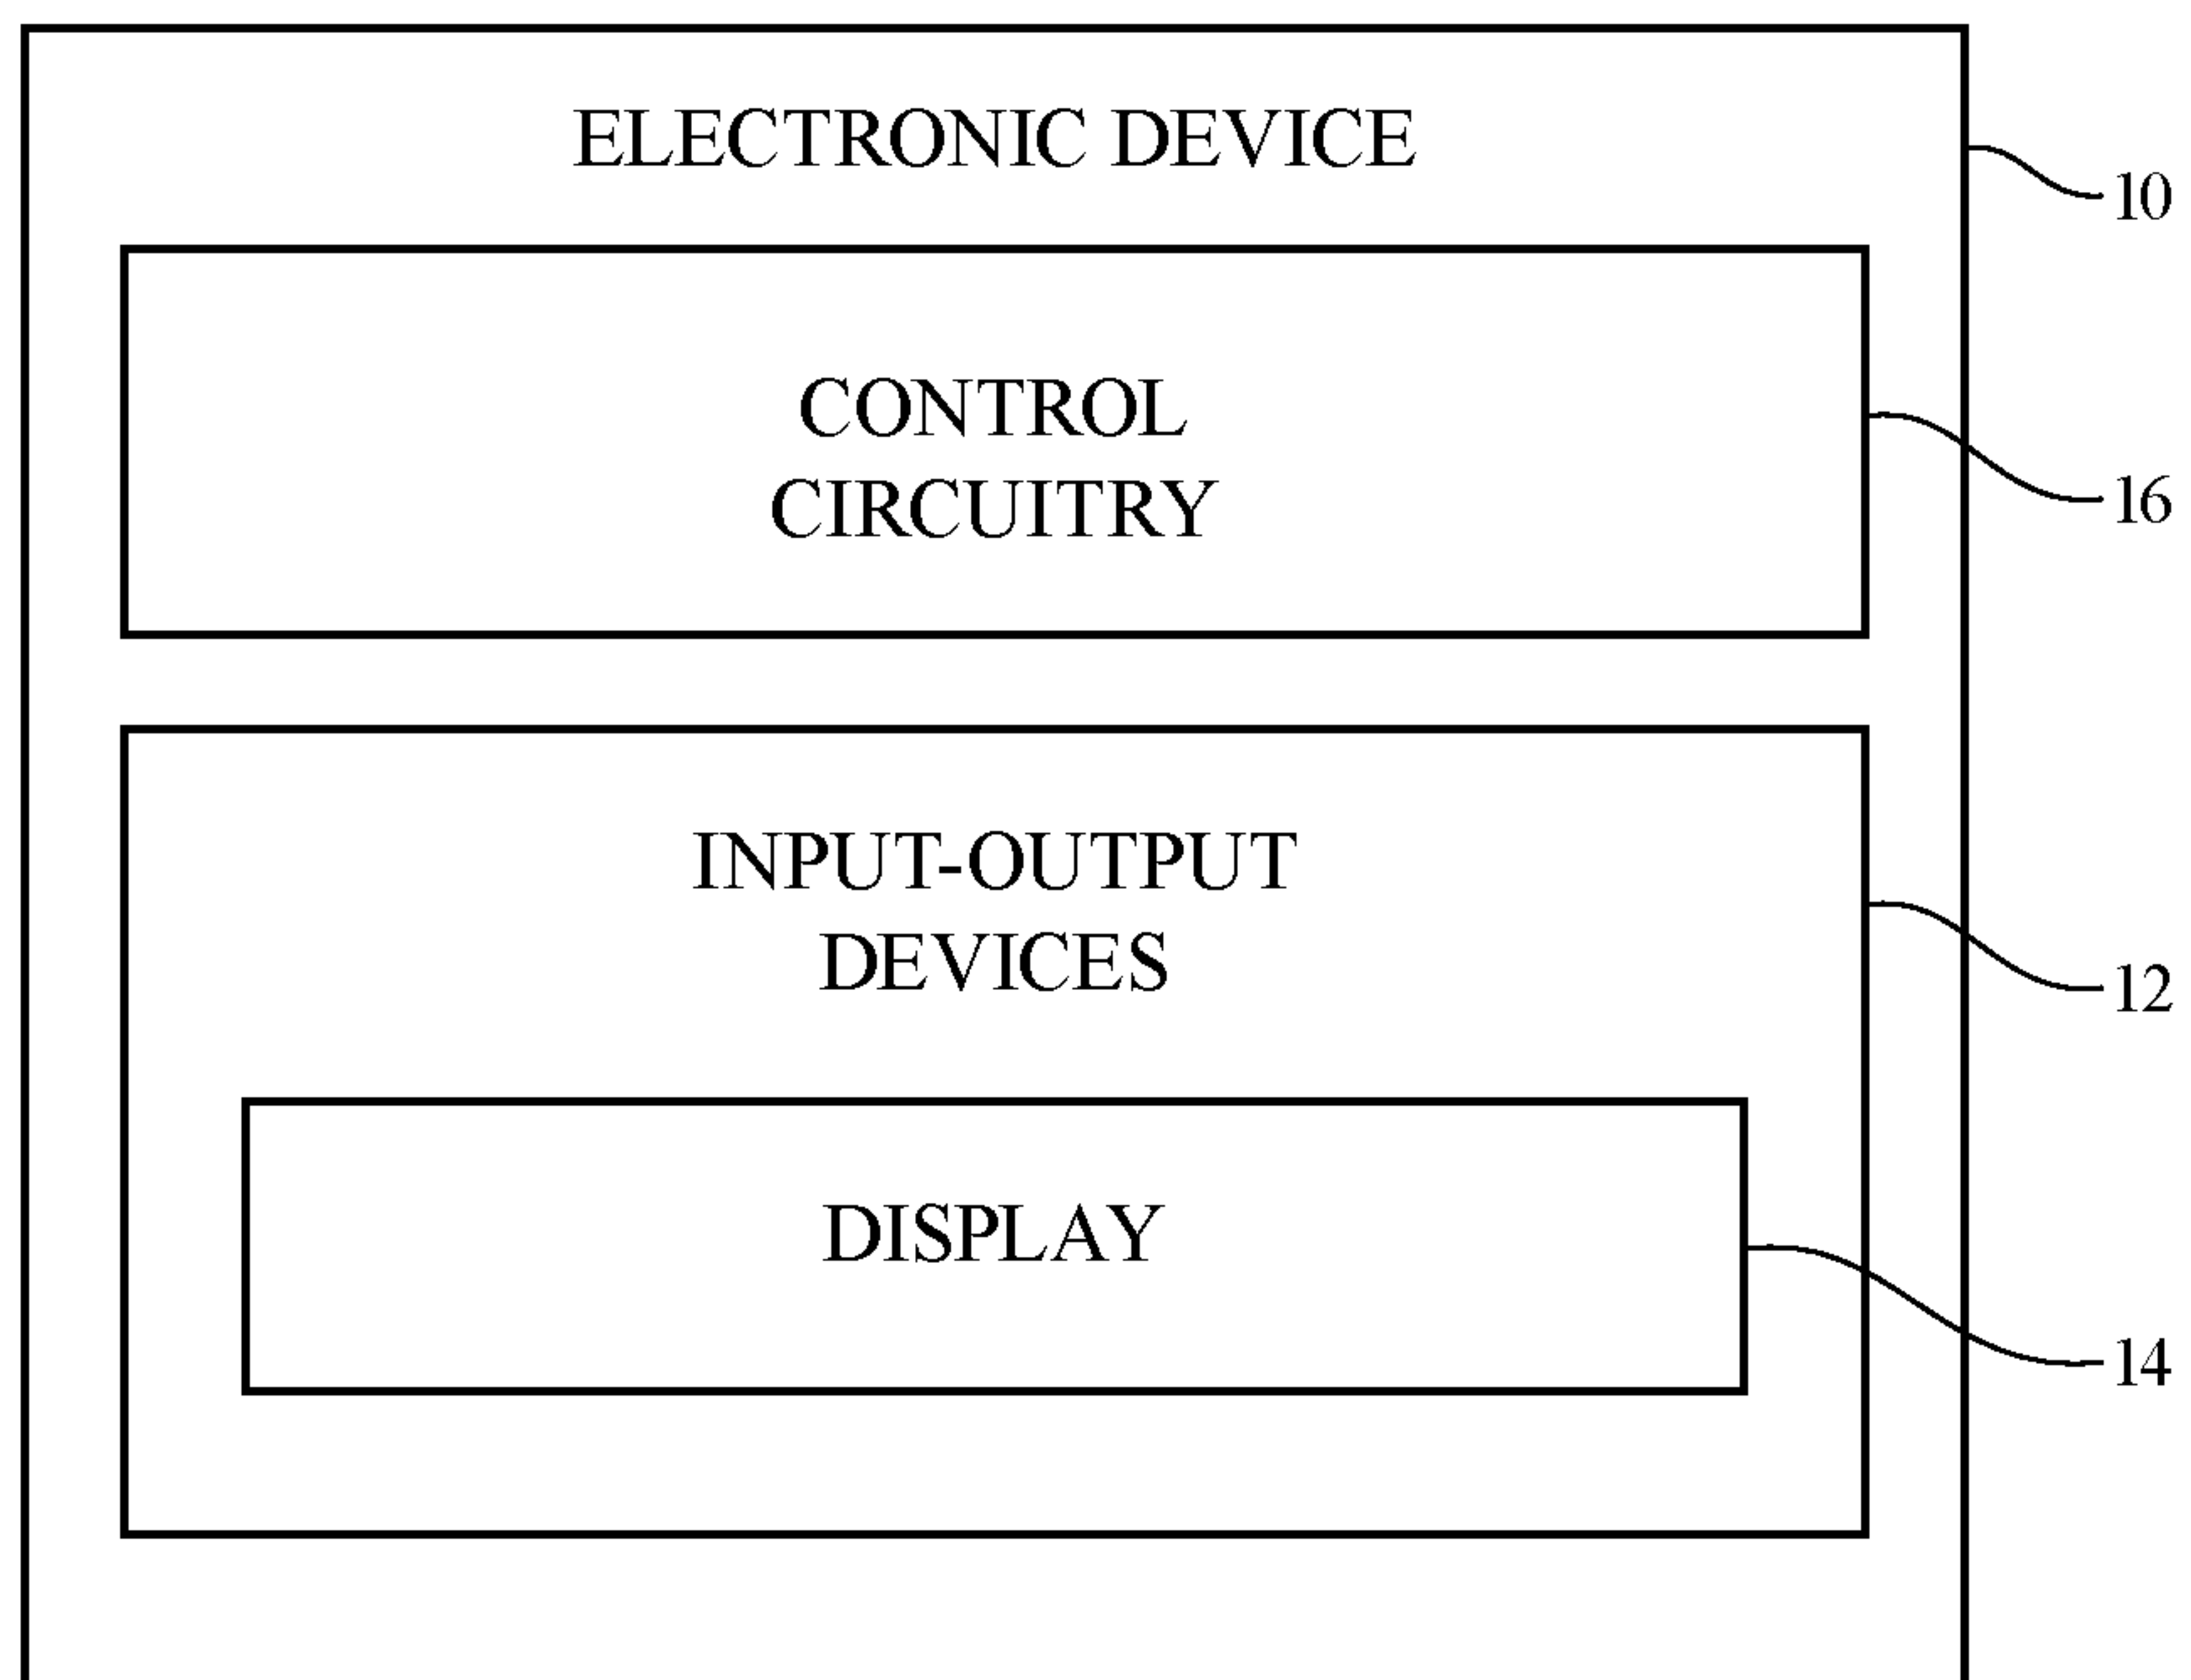 ELECTRONIC DEVICE
10
CONTROL
CIRCUITRY
16
INPUT-OUTPUT
DEVICES
12
DISPLAY
14